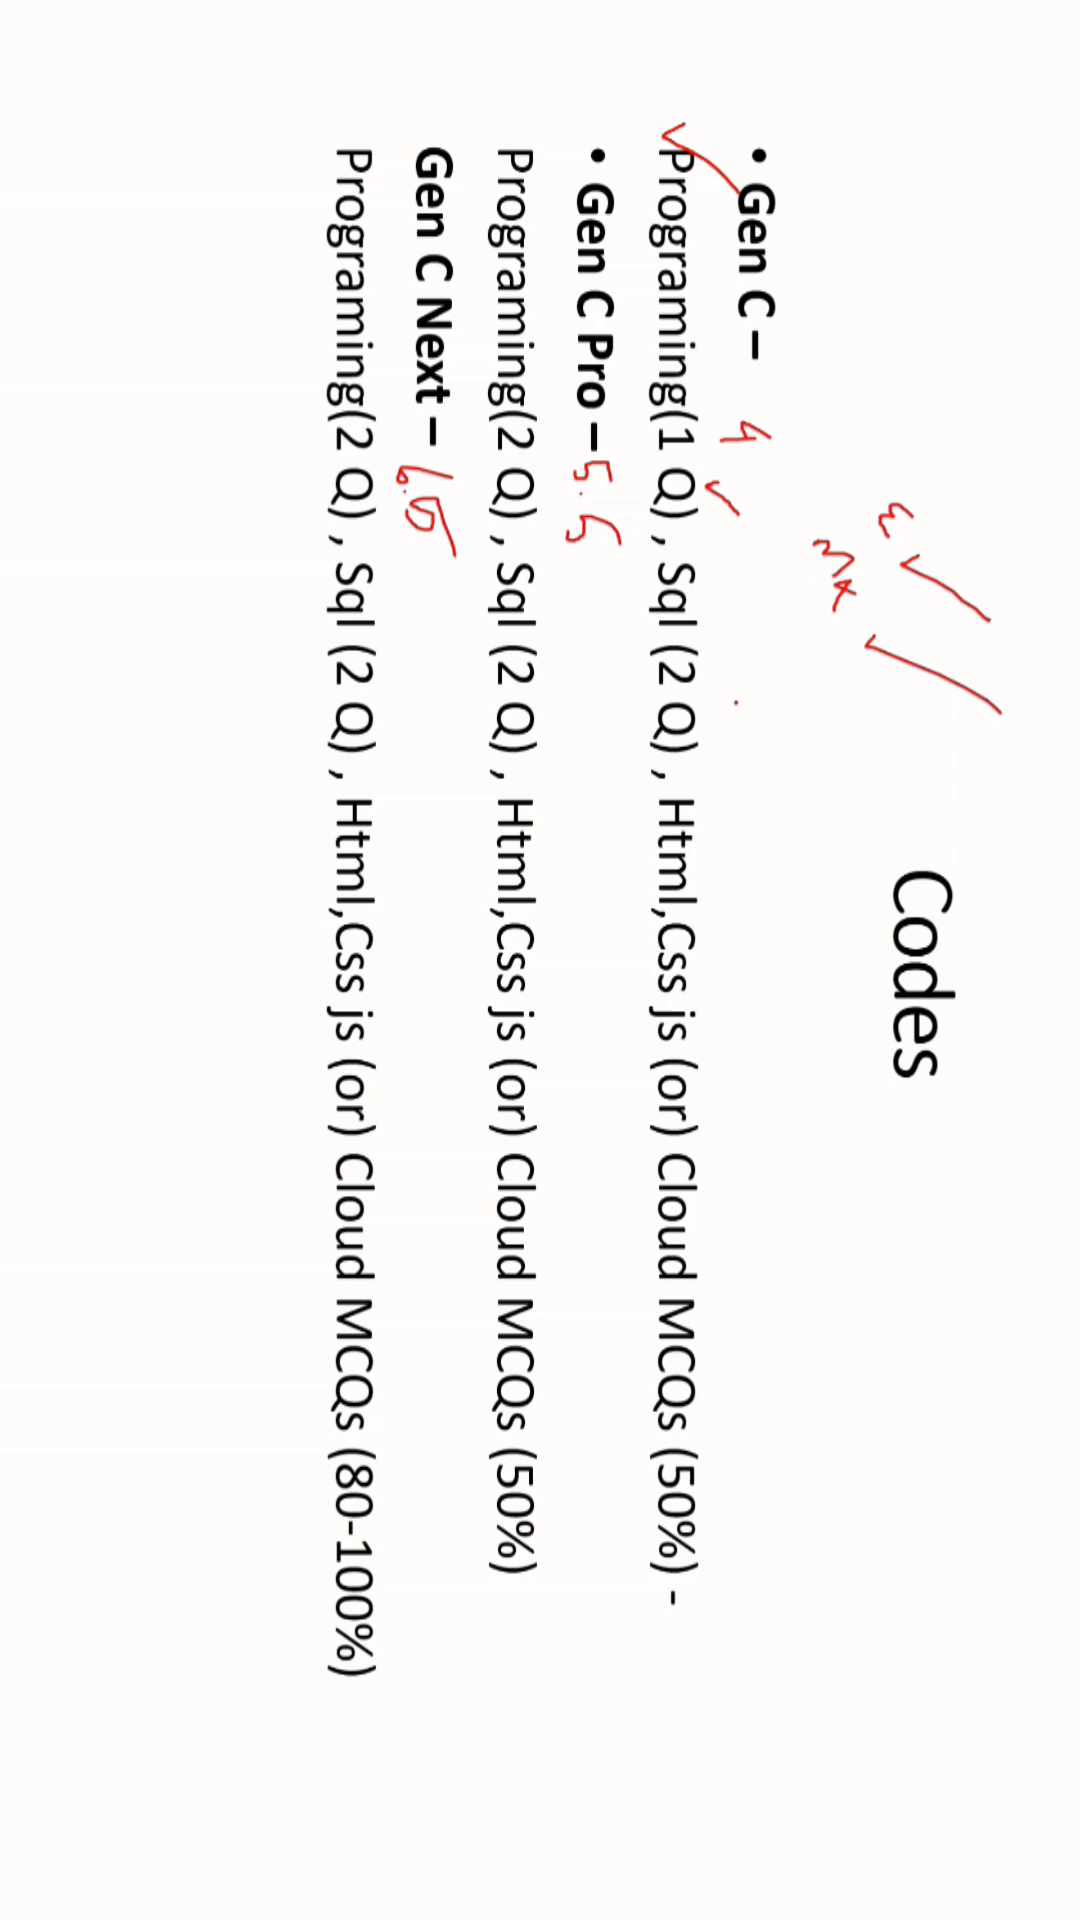 Codes
ε
Mx
• Gen C – 4
Programing(1 Q) , Sql (2 Q) , Html,Css js (or) Cloud MCQs (50%) -
• Gen C Pro – 5.5
Programing(2 Q) , Sql (2 Q) , Html,Css js (or) Cloud MCQs (50%)
Gen C Next –
Programing(2 Q) , Sql (2 Q) , Html,Css js (or) Cloud MCQs (80-100%)